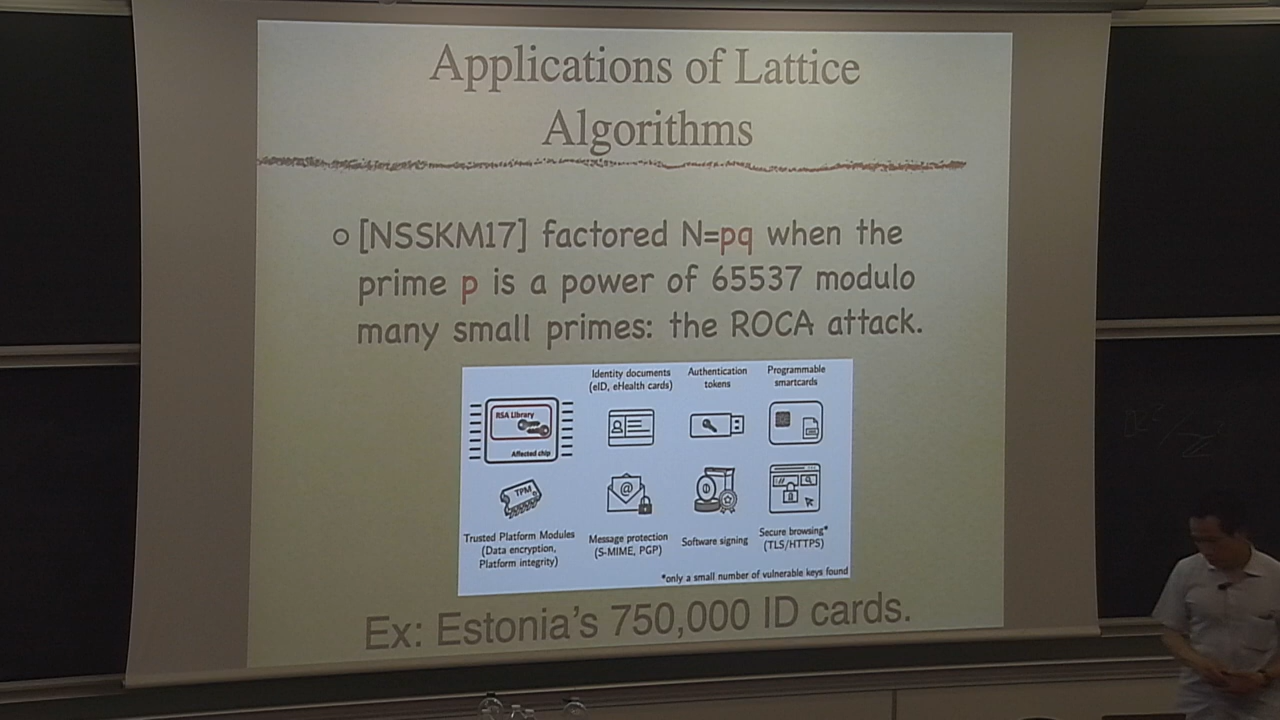 Applications of Lattice
Algorithms
[NSSKM17] factored N=pq when the
prime p is a power of 65537 modulo
many small primes: the ROCA attack.
Identity documents
(eID, eHealth cards)
Authentication
tokens
Programmable
smartcards
RSA Library
Affected chip
TPM
@
Trusted Platform Modules
(Data encryption,
Platform integrity)
Message protection
(S-MIME, PGP)
Software signing
Secure browsing*
(TLS/HTTPS)
*only a small number of vulnerable keys found
Ex: Estonia's 750,000 ID cards.